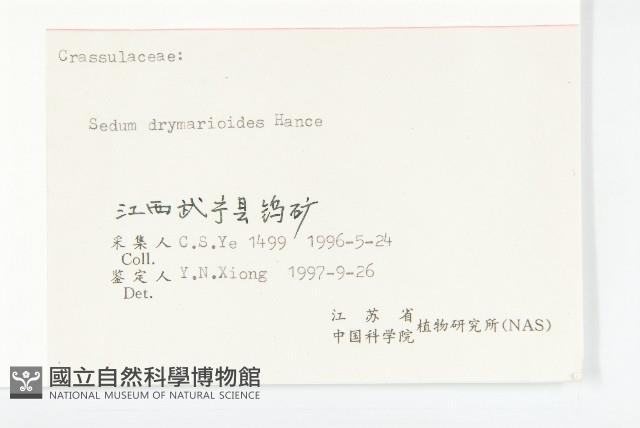 Crassulaceae:
Sedum drymarioides Hance
江西武宁县钨矿
采集人 C.S.Ye 1499 1996-5-24
Coll.
鉴定人 Y.N.Xiong 1997-9-26
Det.
江苏省
中国科学院 植物研究所(NAS)
國立自然科學博物館
NATIONAL MUSEUM OF NATURAL SCIENCE